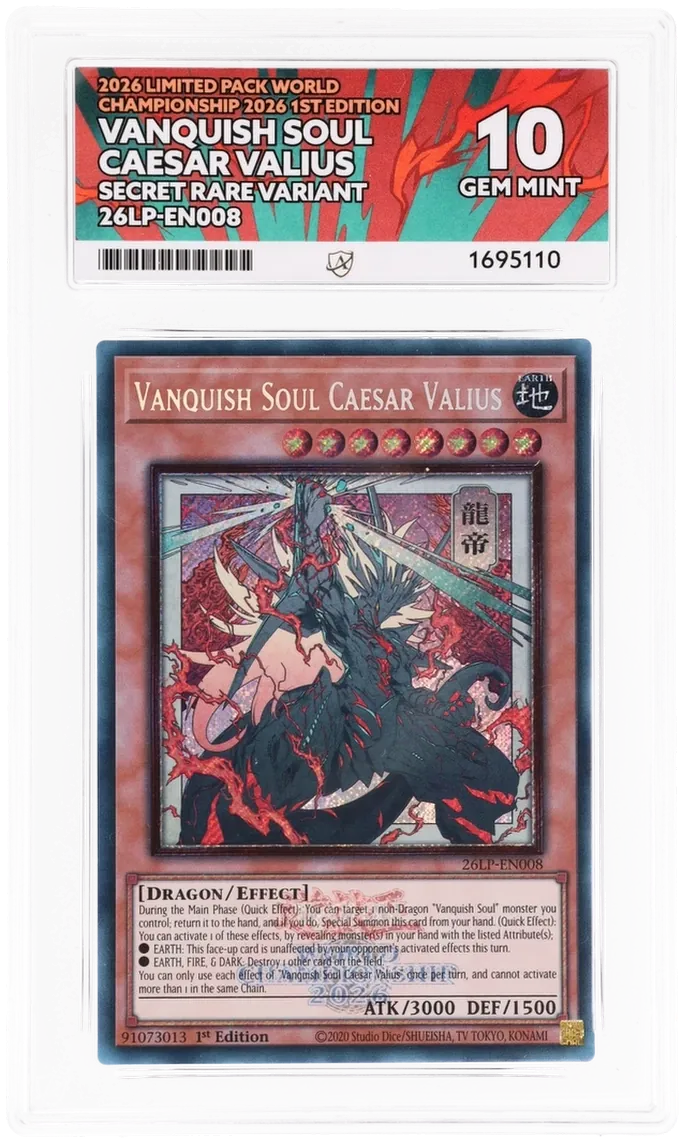 2026 LIMITED PACK WORLD
CHAMPIONSHIP 2026 1ST EDITION
VANQUISH SOUL
CAESAR VALIUS
SECRET RARE VARIANT
26LP-EN008
10
GEM MINT
1695110
VANQUISH SOUL CAESAR VALIUS
EARTH
地
龍帝
26LP-EN008
[DRAGON/EFFECT]
During the Main Phase (Quick Effect): You can target 1 non-Dragon "Vanquish Soul" monster you
control; return it to the hand, and if you do, Special Summon this card from your hand. (Quick Effect):
You can activate 1 of these effects, by revealing monster(s) in your hand with the listed Attribute(s);
● EARTH: This face-up card is unaffected by your opponent's activated effects this turn.
● EARTH, FIRE, & DARK: Destroy 1 other card on the field.
You can only use each effect of "Vanquish Soul Caesar Valius" once per turn, and cannot activate
more than 1 in the same Chain.
2026
ATK/3000 DEF/1500
91073013 1st Edition
©2020 Studio Dice/SHUEISHA, TV TOKYO, KONAMI